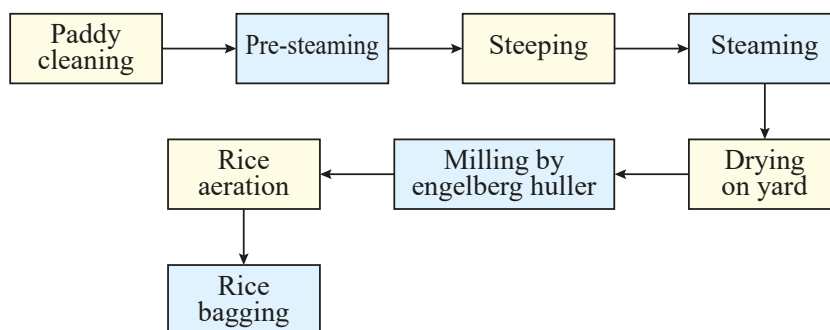 Paddy
cleaning
Pre-steaming
Steeping
Steaming
Drying
on yard
Milling by
engelberg huller
Rice
aeration
Rice
bagging